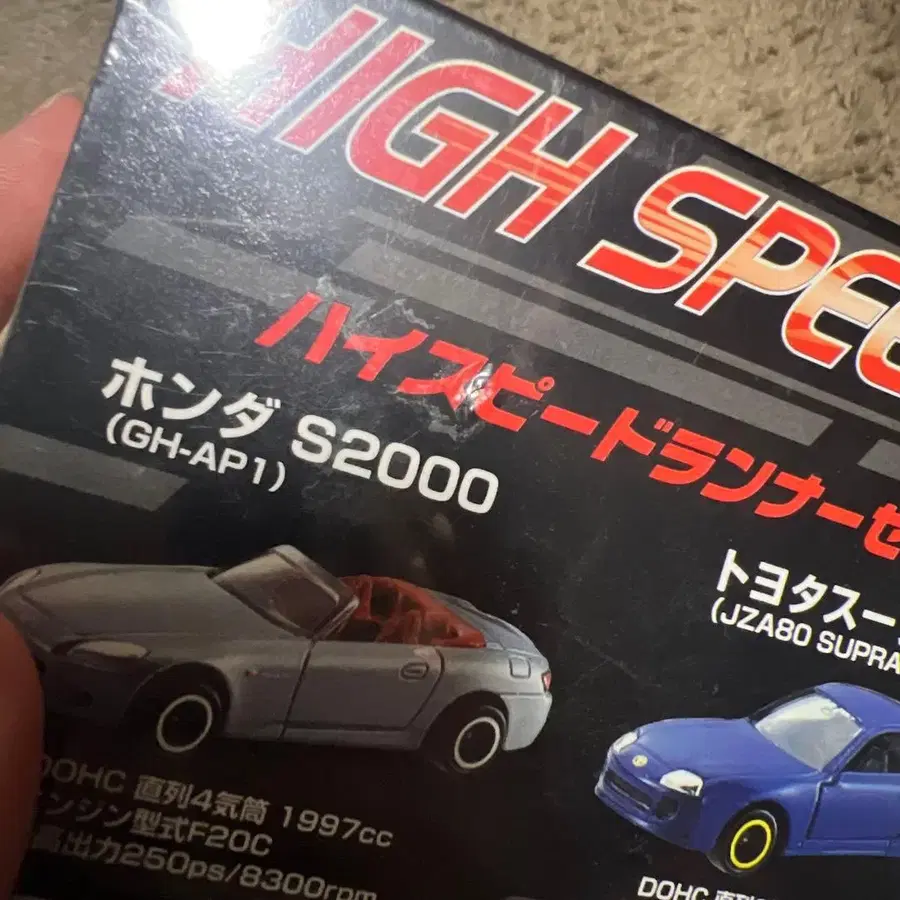 HIGH SPEE
ハイスピードランナーセ
ホンダ S2000
(GH-AP1)
トヨタスー
(JZA80 SUPRA
DOHC 直列4気筒 1997cc
ンジン型式F20C
高出力250ps/8300rpm
DOHC 直列